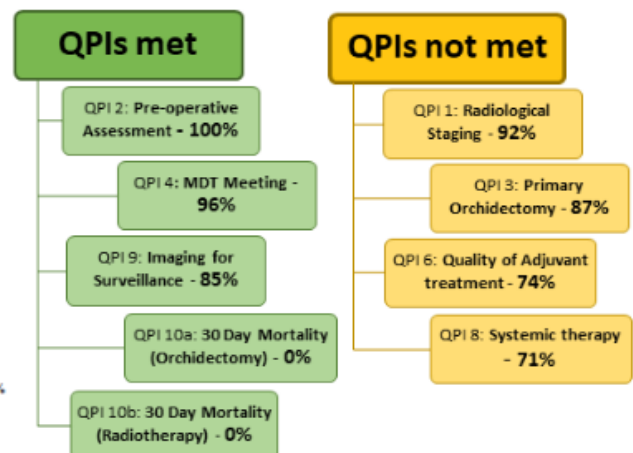 QPIs met
QPI 2: Pre-operative
Assessment - 100%
QPI 4: MDT Meeting -
96%
QPI 9: Imaging for
Surveillance - 85%
QPI 10a: 30 Day Mortality
(Orchidectomy) - 0%
QPI 10b: 30 Day Mortality
(Radiotherapy) - 0%
%
QPIs not met
QPI 1: Radiological
Staging - 92%
QPI 3: Primary
Orchidectomy - 87%
QPI 6: Quality of Adjuvant
treatment - 74%
QPI 8: Systemic therapy
- 71%